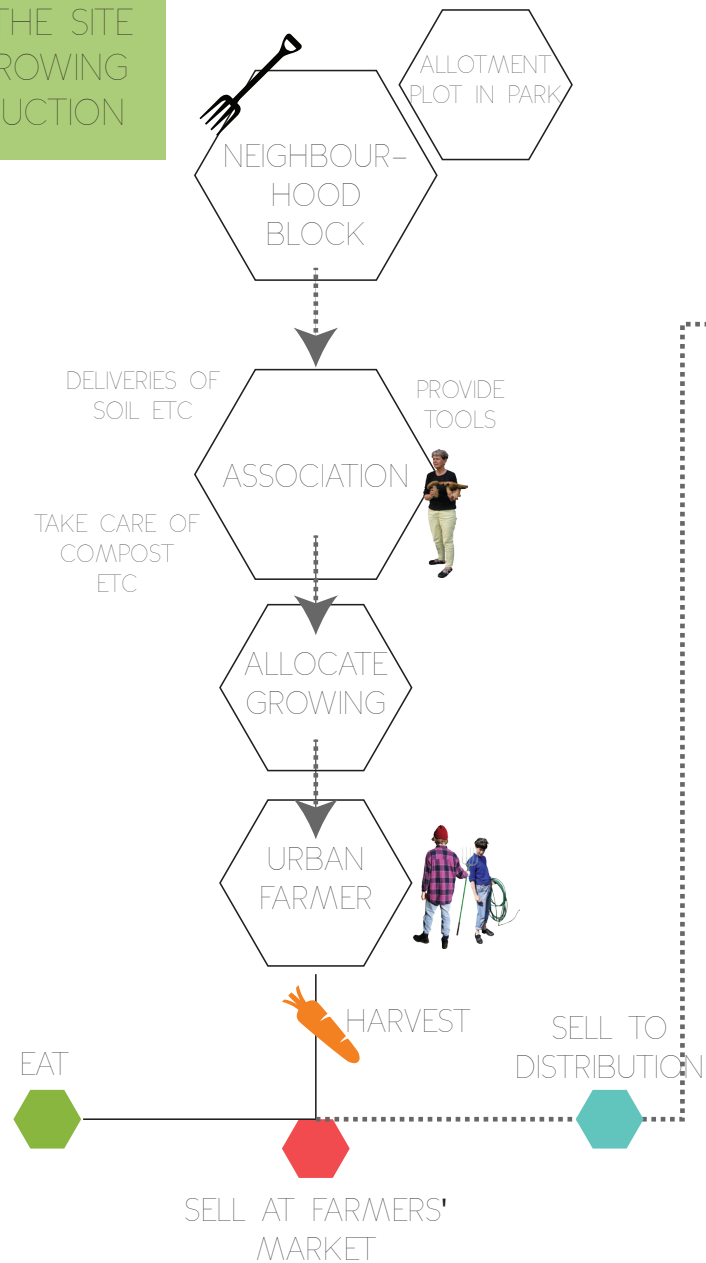 THE SITE
ROWING
UCTION
ALLOTMENT
PLOT IN PARK
NEIGHBOUR-
HOOD
BLOCK
DELIVERIES OF
SOIL ETC
PROVIDE
TOOLS
ASSOCIATION
TAKE CARE OF
COMPOST
ETC
ALLOCATE
GROWING
URBAN
FARMER
HARVEST
SELL TO
DISTRIBUTION
EAT
SELL AT FARMERS'
MARKET